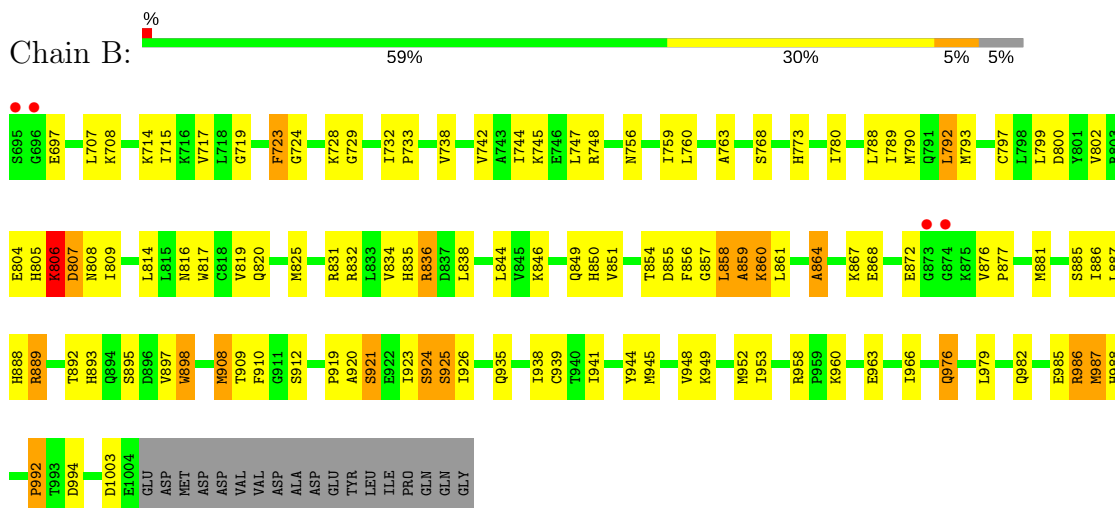 %
Chain B:
59% 30% 5% 5%
S695 G696 E697 L707 K708 K714 I715 K716 V717 L718 G719 F723 G724 K728 G729 I732 P733 V738 V742 A743 I744 K745 E746 L747 R748 N756 I759 L760 A763 S768 H773 I780 L788 I789 M790 Q791 L792 M793 C797 L798 L799 D800 Y801 V802 R803
E804 H805 K806 D807 N808 I809 L814 L815 N816 W817 C818 V819 Q820 M825 R831 R832 L833 V834 H835 R836 D837 L838 L844 V845 K846 Q849 H850 V851 T854 D855 F856 G857 L858 A859 K860 L861 A864 K867 E868 E872 G873 G874 K875 V876 P877 M881 S885 I886 L887
H888 R889 T892 H893 Q894 S895 D896 V897 W898 M908 T909 F910 G911 S912 P919 A920 S921 E922 I923 S924 S925 I926 Q935 I938 C939 T940 I941 Y944 M945 V948 K949 M952 I953 R958 P959 K960 E963 I966 Q976 L979 Q982 E985 R986 M987 H988
P992 T993 D994 D1003 E1004 GLU ASP MET ASP ASP VAL VAL ASP ALA ASP GLU TYR LEU ILE PRO GLN GLN GLY